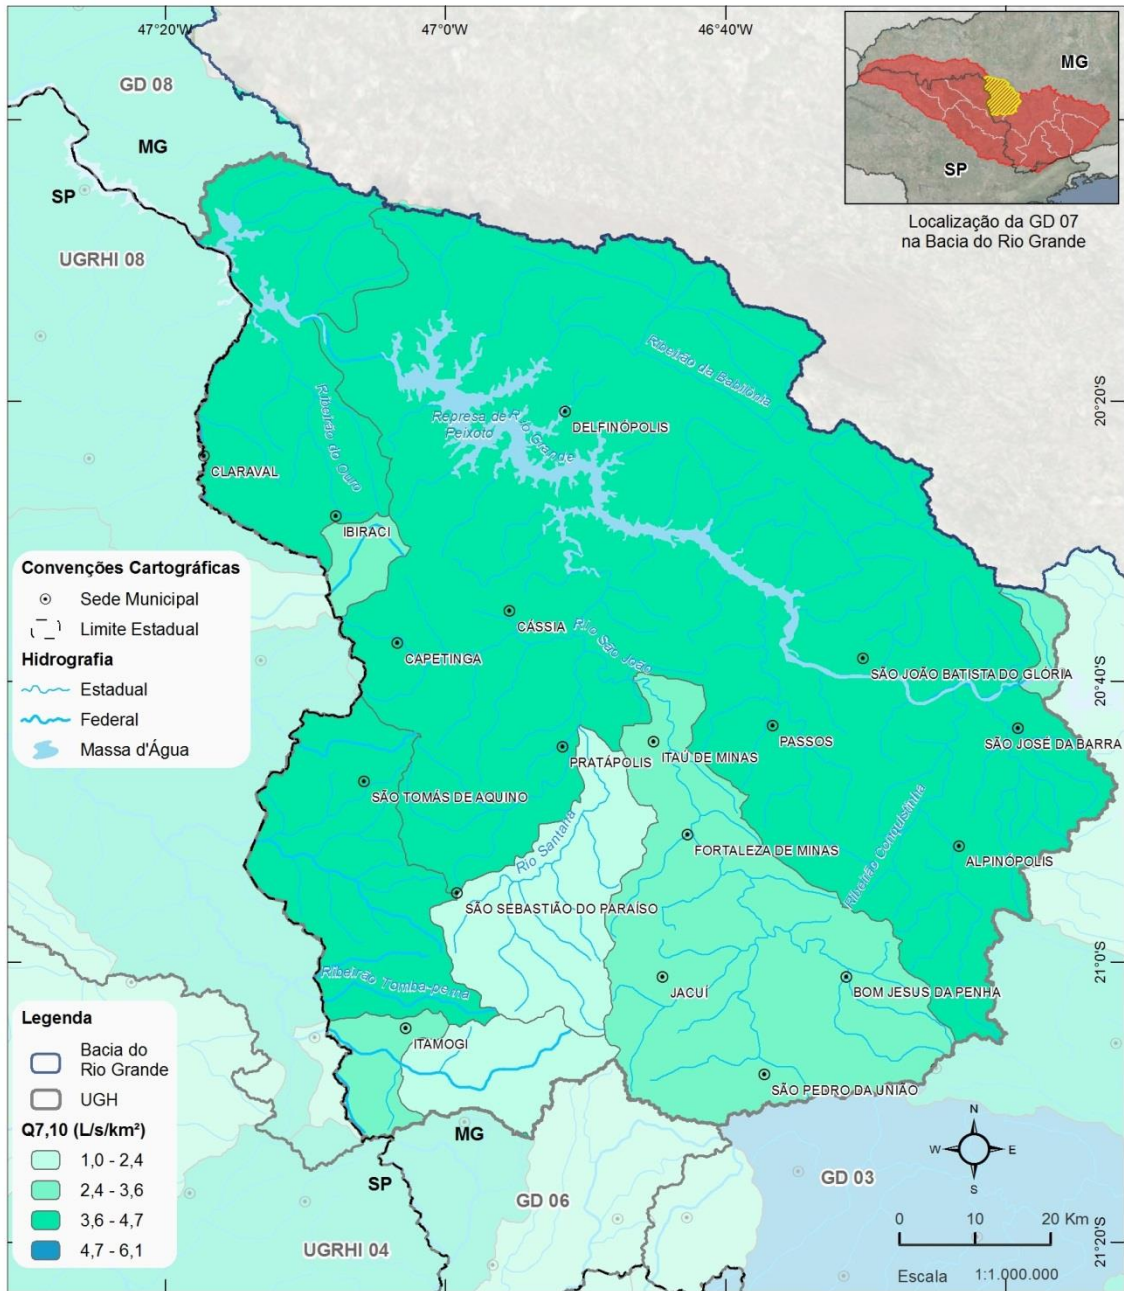 47°20'W
47°0'W
46°40'W
GD 08
MG
SP
UGRHI 08
MG
SP
Localização da GD 07
na Bacia do Rio Grande
20°20'S
20°40'S
21°0'S
21°20'S
Ribeirão da Babilônia
Represa de
Peixoto
Rio Grande
DELFINÓPOLIS
Ribeirão do Ouro
CLARAVAL
IBIRACI
Convenções Cartográficas
Sede Municipal
Limite Estadual
Hidrografia
Estadual
Federal
Massa d'Água
CÁSSIA
Rio São João
CAPETINGA
SÃO JOÃO BATISTA DO GLÓRIA
PASSOS
SÃO JOSÉ DA BARRA
PRATÁPOLIS
ITAÚ DE MINAS
SÃO TOMÁS DE AQUINO
Rio Santana
FORTALEZA DE MINAS
Ribeirão Conquistinha
ALPINÓPOLIS
SÃO SEBASTIÃO DO PARAÍSO
Ribeirão Tomba-perna
JACUÍ
BOM JESUS DA PENHA
ITAMOGI
SÃO PEDRO DA UNIÃO
Legenda
Bacia do
Rio Grande
UGH
Q7,10 (L/s/km²)
1,0 - 2,4
2,4 - 3,6
3,6 - 4,7
4,7 - 6,1
MG
SP
GD 06
GD 03
UGRHI 04
N
W
E
S
0 10 20 Km
Escala 1:1.000.000